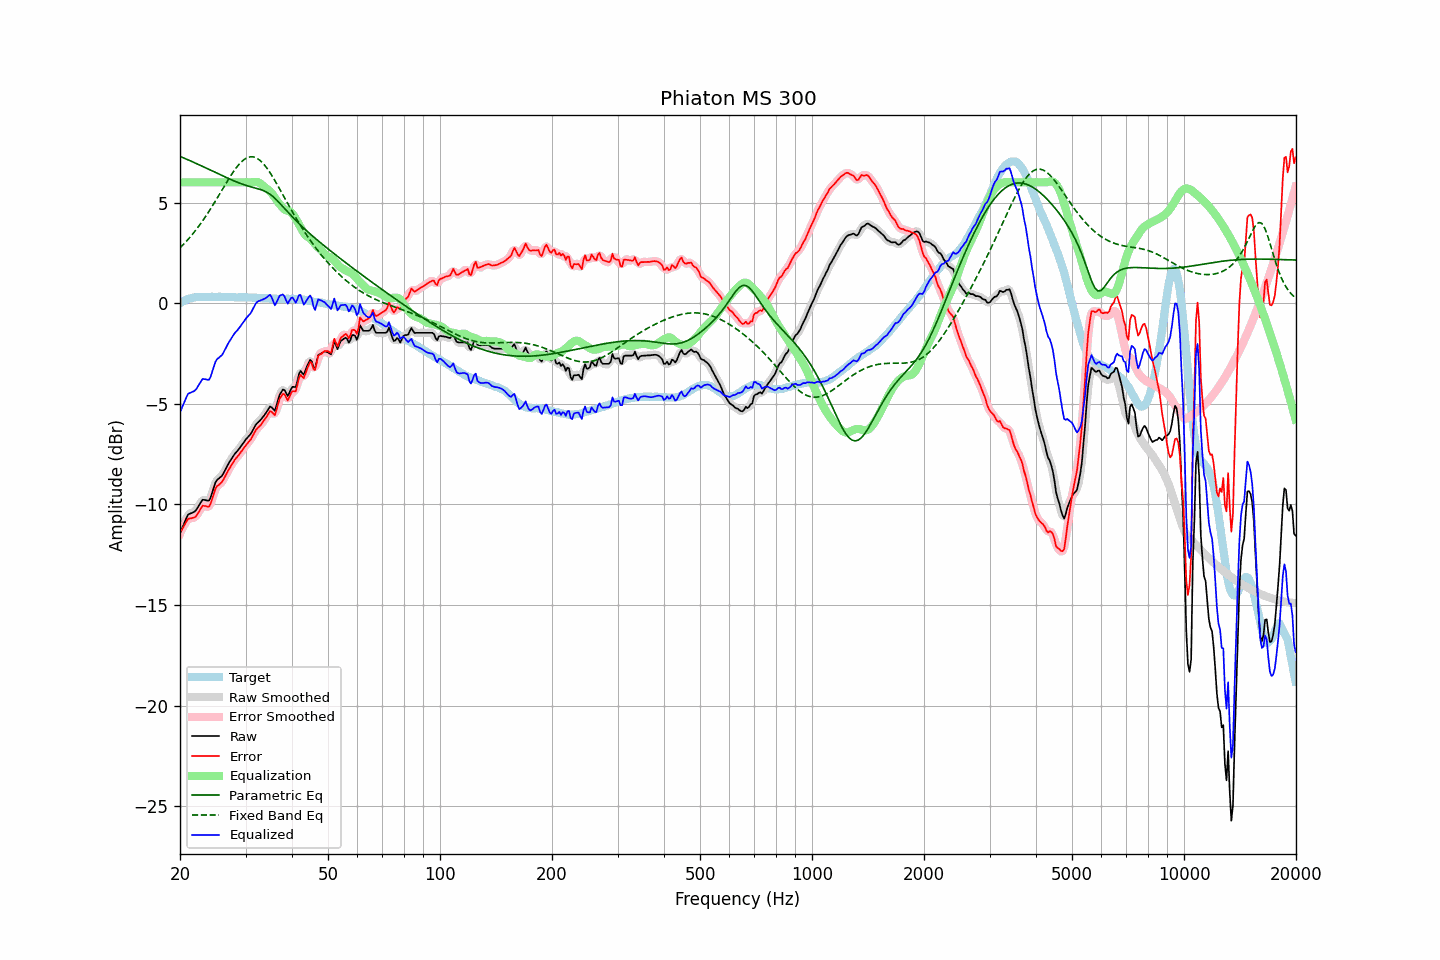 Phiaton MS 300
Amplitude (dBr)
5
0
−5
−10
−15
−20
−25
Target
Raw Smoothed
Error Smoothed
Raw
Error
Equalization
Parametric Eq
Fixed Band Eq
Equalized
20 50 100 200 500 1000 2000 5000 10000 20000
Frequency (Hz)